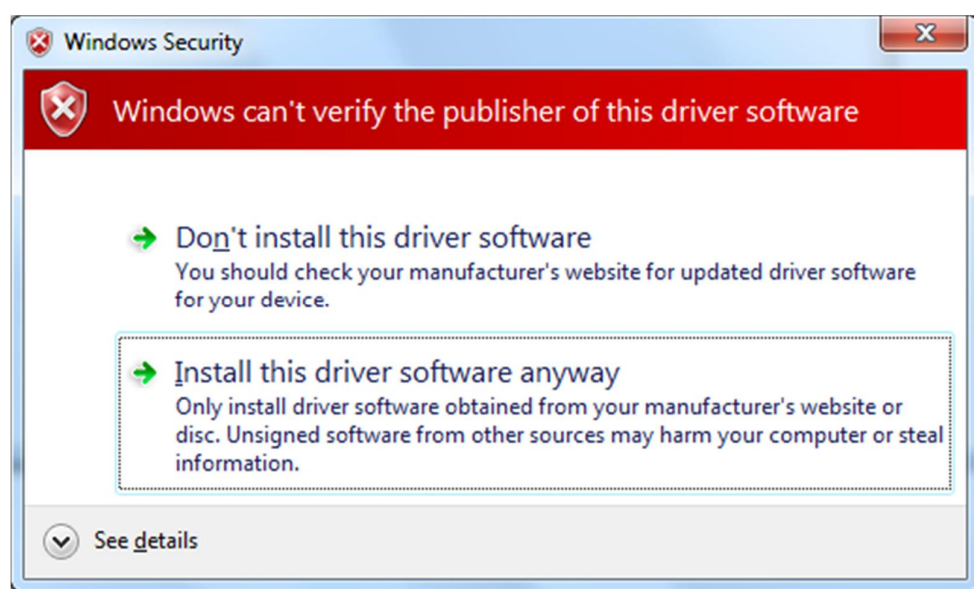 Windows Security
Windows can't verify the publisher of this driver software
Don't install this driver software
You should check your manufacturer's website for updated driver software
for your device.
Install this driver software anyway
Only install driver software obtained from your manufacturer's website or
disc. Unsigned software from other sources may harm your computer or steal
information.
See details